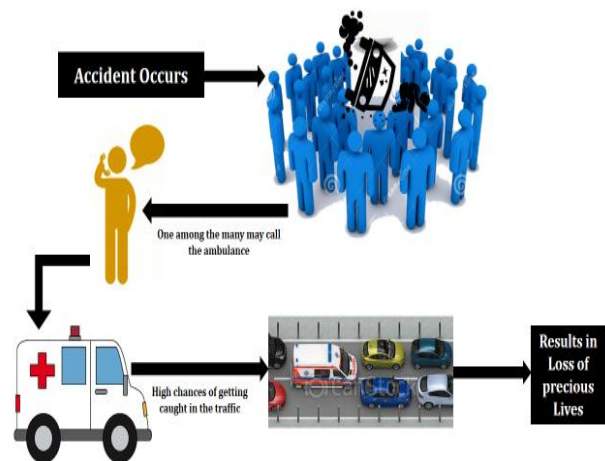 Accident Occurs
One among the many may call
the ambulance
High chances of getting
caught in the traffic
Results in
Loss of
precious
Lives